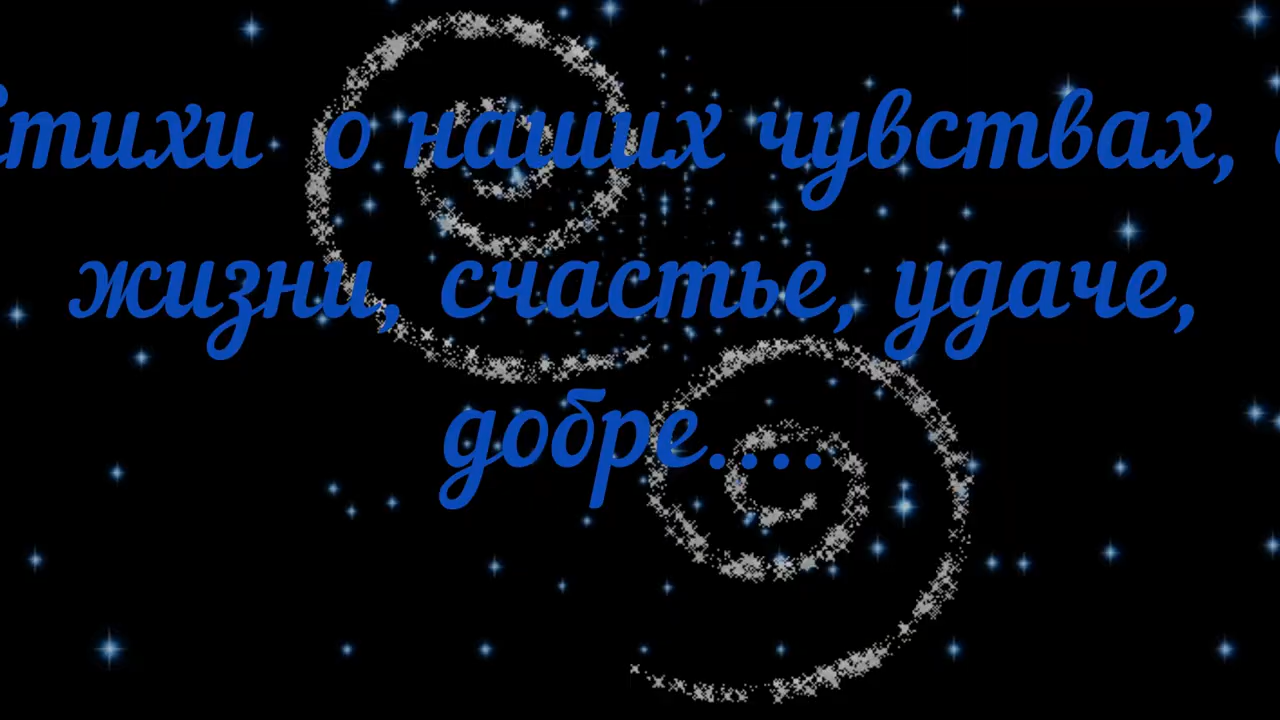 Стихи о наших чувствах, о
жизни, счастье, удаче,
добре....